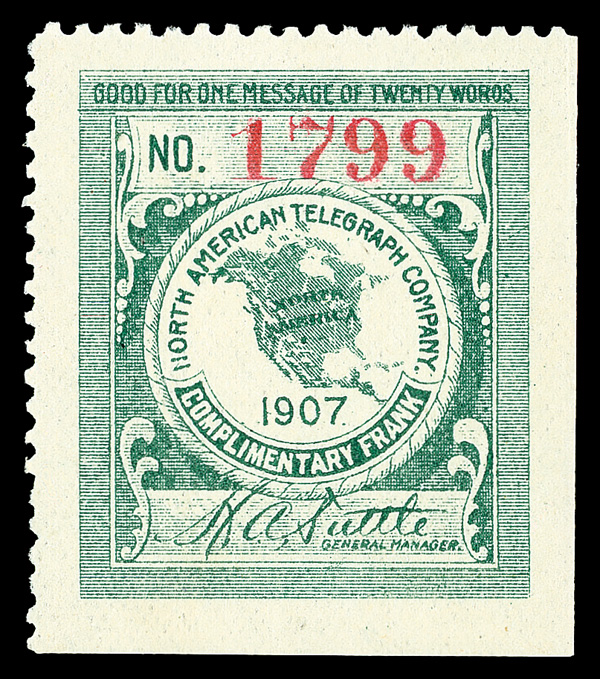 GOOD FOR ONE MESSAGE OF TWENTY WORDS.
NO. 1799
NORTH AMERICAN TELEGRAPH COMPANY.
NORTH
AMERICA
1907.
COMPLIMENTARY FRANK
H. A. Tuttle
GENERAL MANAGER.